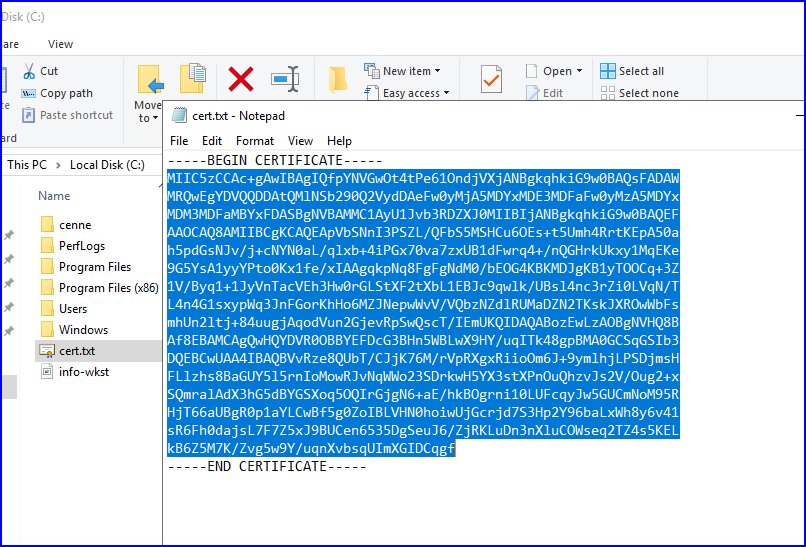 Disk (C:)
are
View
Cut
Copy path
Paste shortcut
ce
Move
to
New item
Easy access
Open
Edit
Select all
Select none
ard
This PC > Local Disk (C:)
Name
cenne
PerfLogs
Program Files
Program Files (x86)
Users
Windows
cert.txt
info-wkst
cert.txt - Notepad
File Edit Format View Help
-----BEGIN CERTIFICATE-----
MIIC5zCCAc+gAwIBAgIQfpYNVGwOt4tPe61OndjVXjANBgkqhkiG9w0BAQsFADAW
MRQwEgYDVQQDDAtQMlNSb290Q2VydDAeFw0yMjA5MDYxMDE3MDFaFw0yMzA5MDYx
MDM3MDFaMBYxFDASBgNVBAMMC1AyU1Jvb3RDZXJ0MIIBIjANBgkqhkiG9w0BAQEF
AAOCAQ8AMIIBCgKCAQEApVbSNnI3PSZL/QFbS5MSHCu6OEs+t5Umh4RrtKEpA50a
h5pdGsNJv/j+cNYN0aL/qlxb+4iPGx70va7zxUB1dFwrq4+/nQGHrkUkxy1MqEKe
9G5YsA1yyYPto0Kx1fe/xIAAgqkpNq8FgFgNdM0/bEOG4KBKMDJgKB1yTOOCq+3Z
1V/Byq1+1JyVnTacVEh3Hw0rGLStXF2tXbL1EBJc9qwlk/UBsl4nc3rZi0LVqN/T
L4n4G1sxypWq3JnFGorKhHo6MZJNepwWvV/VQbzNZdlRUMaDZN2TKskJXROwWbFs
mhUn2ltj+84uugjAqodVun2GjevRpSwQscT/IEmUKQIDAQABozEwLzAOBgNVHQ8B
Af8EBAMCAgQwHQYDVR0OBBYEFDcG3BHn5WBLwX9HY/uqITk48gpBMA0GCSqGSIb3
DQEBCwUAA4IBAQBVvRze8QUbT/CJjK76M/rVpRXgxRiioOm6J+9ymlhjLPSDjmsH
FLlzhs8BaGUY5l5rnIoMowRJvNqWWo23SDrkwH5YX3stXPnOuQhzvJs2V/Oug2+x
SQmralAdX3hG5dBYGSXoq5OQIrGjgN6+aE/hkBOgrni10LUFcqyJw5GUCmNoM95R
HjT66aUBgR0p1aYLCwBf5g0ZoIBLVHN0hoiwUjGcrjd7S3Hp2Y96baLxWh8y6v41
sR6Fh0dajsL7F7Z5xJ9BUCen6535DgSeuJ6/ZjRKLuDn3nXluCOWseq2TZ4s5KEL
kB6Z5M7K/Zvg5w9Y/uqnXvbsqUImXGIDCqgf
-----END CERTIFICATE-----